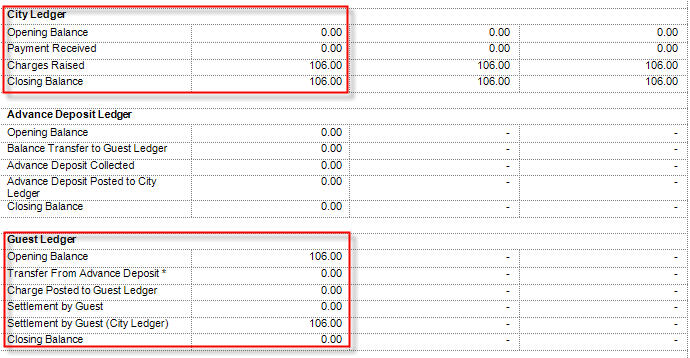 City Ledger
Opening Balance 0.00 0.00 0.00
Payment Received 0.00 0.00 0.00
Charges Raised 106.00 106.00 106.00
Closing Balance 106.00 106.00 106.00
Advance Deposit Ledger
Opening Balance 0.00 - -
Balance Transfer to Guest Ledger 0.00 - -
Advance Deposit Collected 0.00 - -
Advance Deposit Posted to City 0.00 - -
Ledger
Closing Balance 0.00 - -
Guest Ledger
Opening Balance 106.00 - -
Transfer From Advance Deposit * 0.00 - -
Charge Posted to Guest Ledger 0.00 - -
Settlement by Guest 0.00 - -
Settlement by Guest (City Ledger) 106.00 - -
Closing Balance 0.00 - -